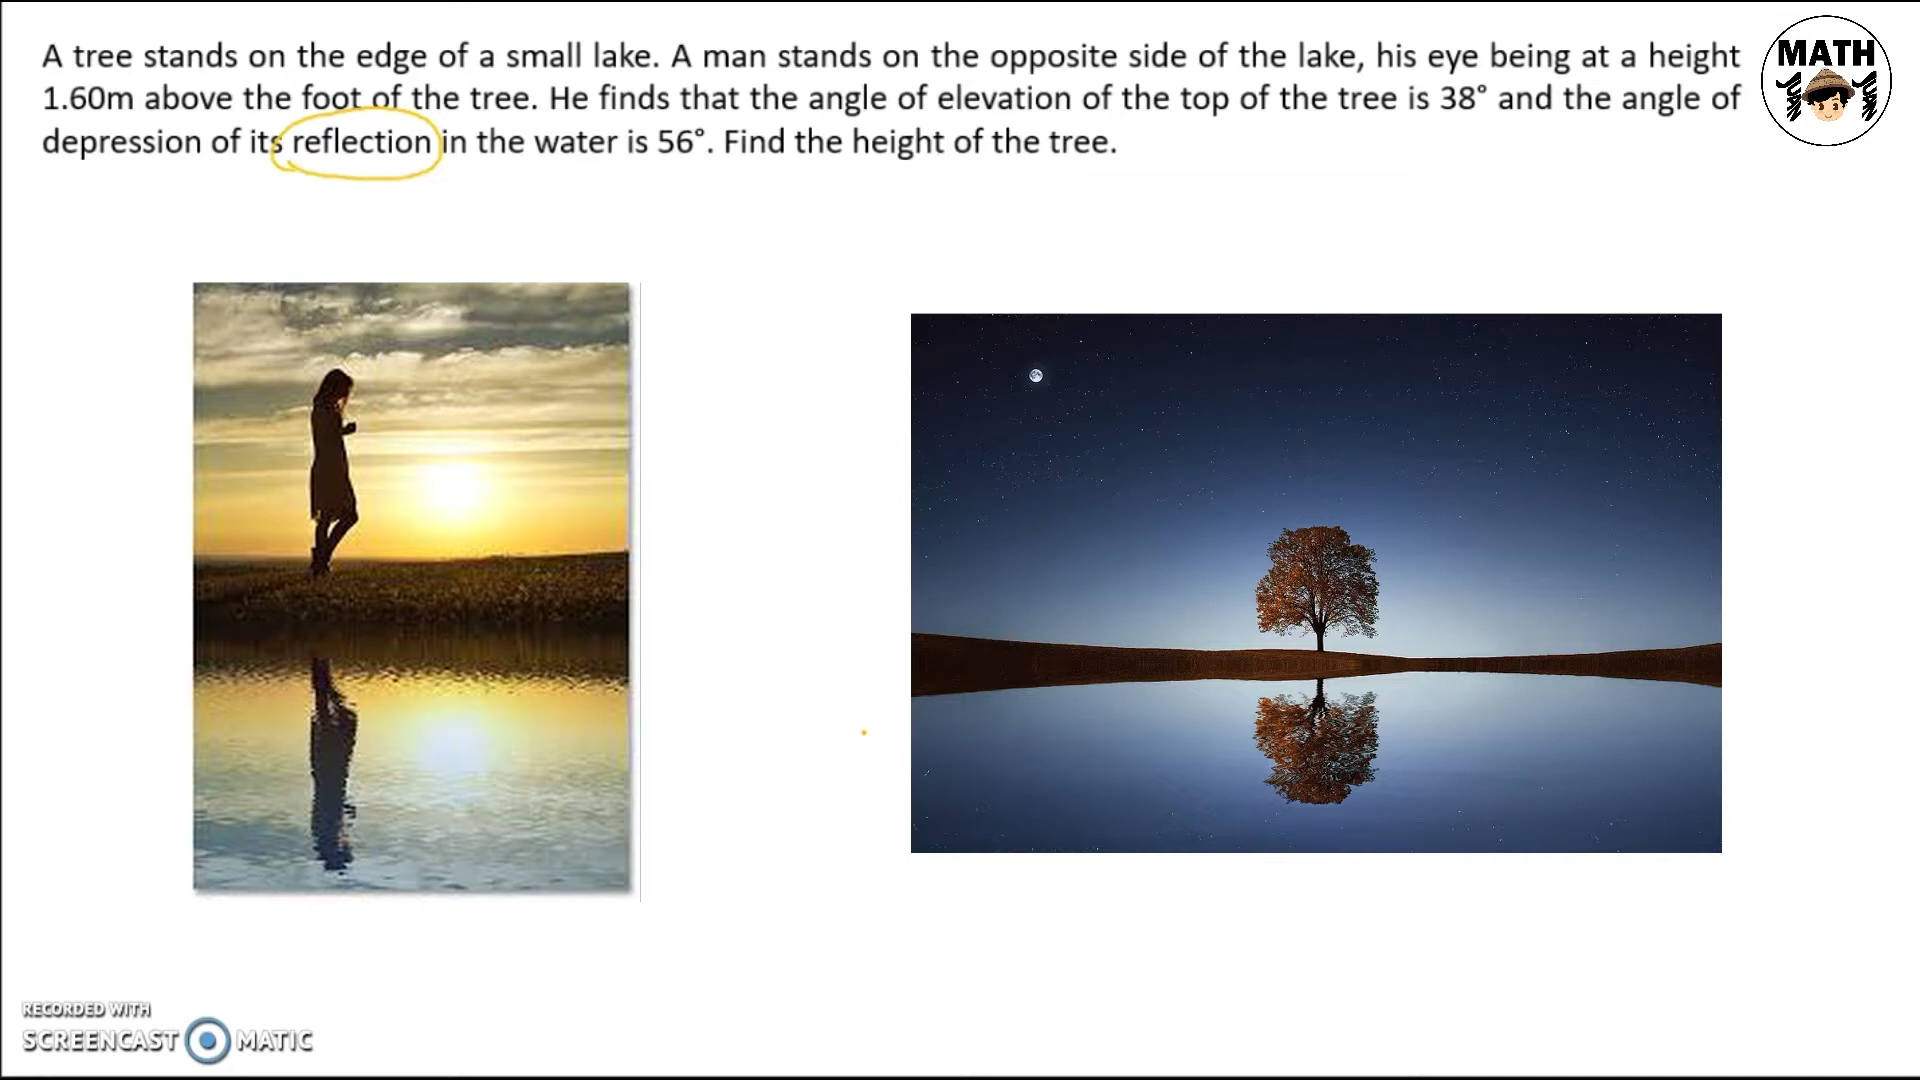 A tree stands on the edge of a small lake. A man stands on the opposite side of the lake, his eye being at a height
1.60m above the foot of the tree. He finds that the angle of elevation of the top of the tree is 38° and the angle of
depression of its reflection in the water is 56°. Find the height of the tree.
MATH
JUAN JUAN
RECORDED WITH
SCREENCAST MATIC